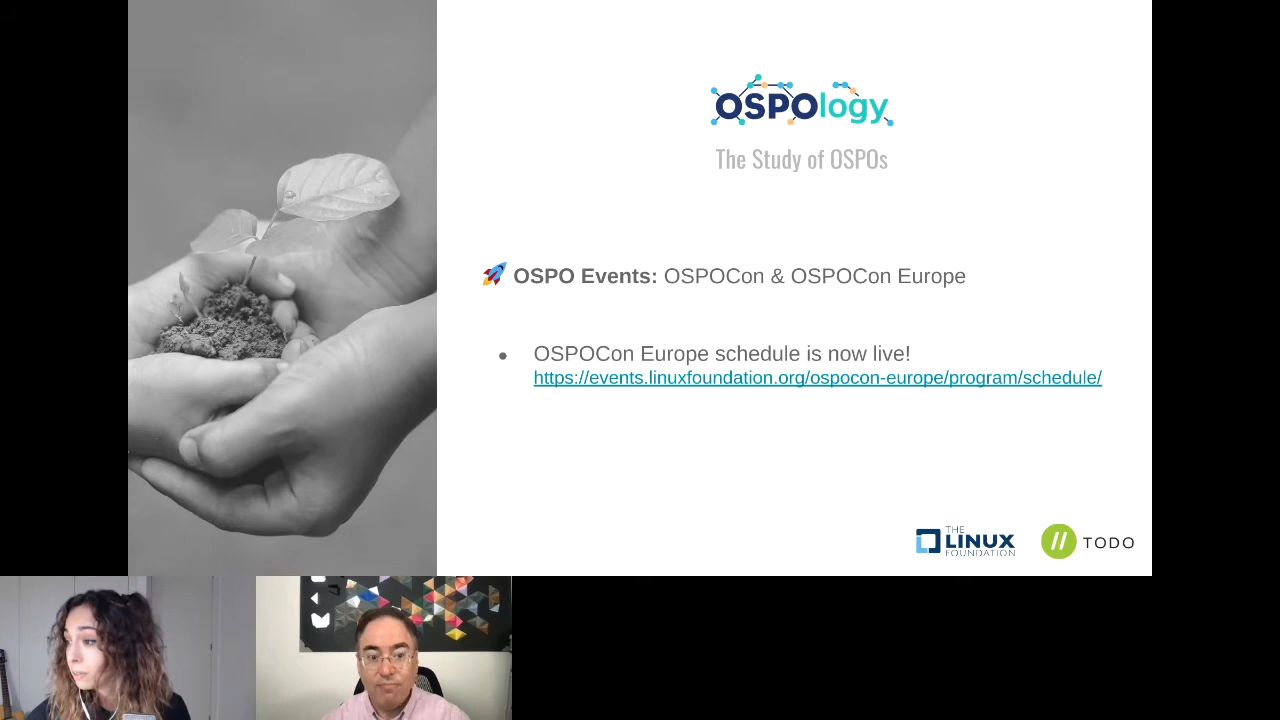 OSPOlogy
The Study of OSPOs
🚀 OSPO Events: OSPOCon & OSPOCon Europe
● OSPOCon Europe schedule is now live!
https://events.linuxfoundation.org/ospocon-europe/program/schedule/
THE
LINUX
FOUNDATION
// TODO